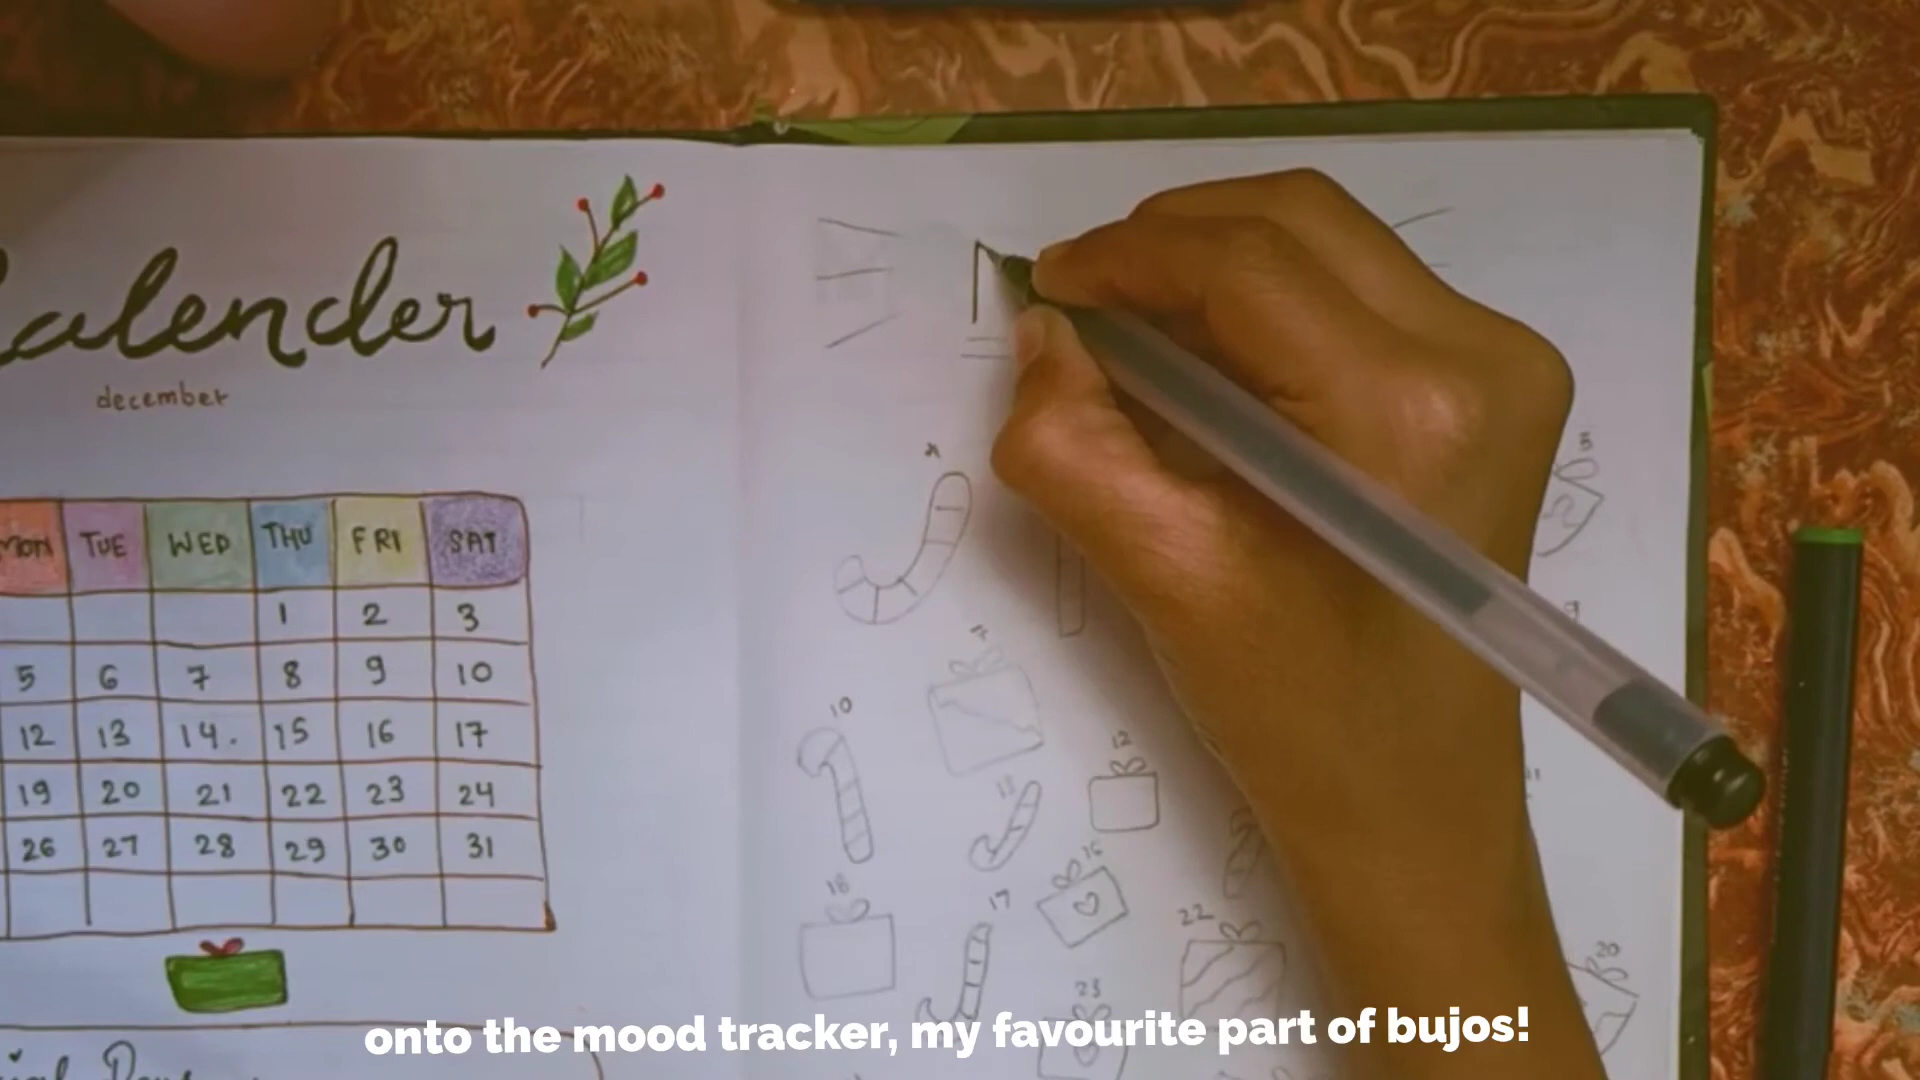 alender
december
MON TUE WED THU FRI SAT
1 2 3
5 6 7 8 9 10
12 13 14. 15 16 17
19 20 21 22 23 24
26 27 28 29 30 31
10
12
16
18
17
22
23
30
onto the mood tracker, my favourite part of bujos!